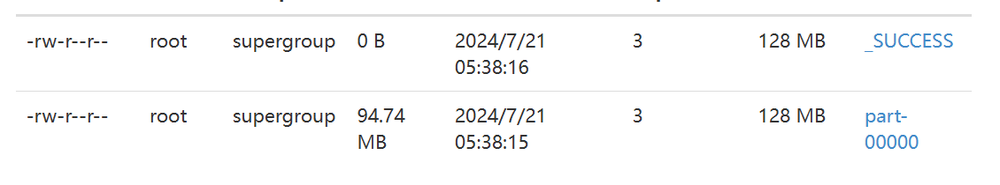 -rw-r--r-- root supergroup 0 B 2024/7/21 3 128 MB _SUCCESS
05:38:16
-rw-r--r-- root supergroup 94.74 2024/7/21 3 128 MB part-
MB 05:38:15 00000